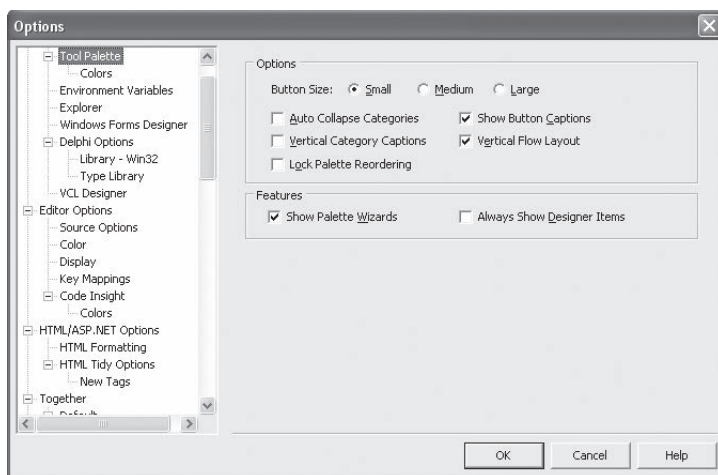 Options
Tool Palette
Colors
Environment Variables
Explorer
Windows Forms Designer
Delphi Options
Library - Win32
Type Library
VCL Designer
Editor Options
Source Options
Color
Display
Key Mappings
Code Insight
Colors
HTML/ASP.NET Options
HTML Formatting
HTML Tidy Options
New Tags
Together
Default
Options
Button Size: Small Medium Large
Auto Collapse Categories Show Button Captions
Vertical Category Captions Vertical Flow Layout
Lock Palette Reordering
Features
Show Palette Wizards Always Show Designer Items
OK Cancel Help